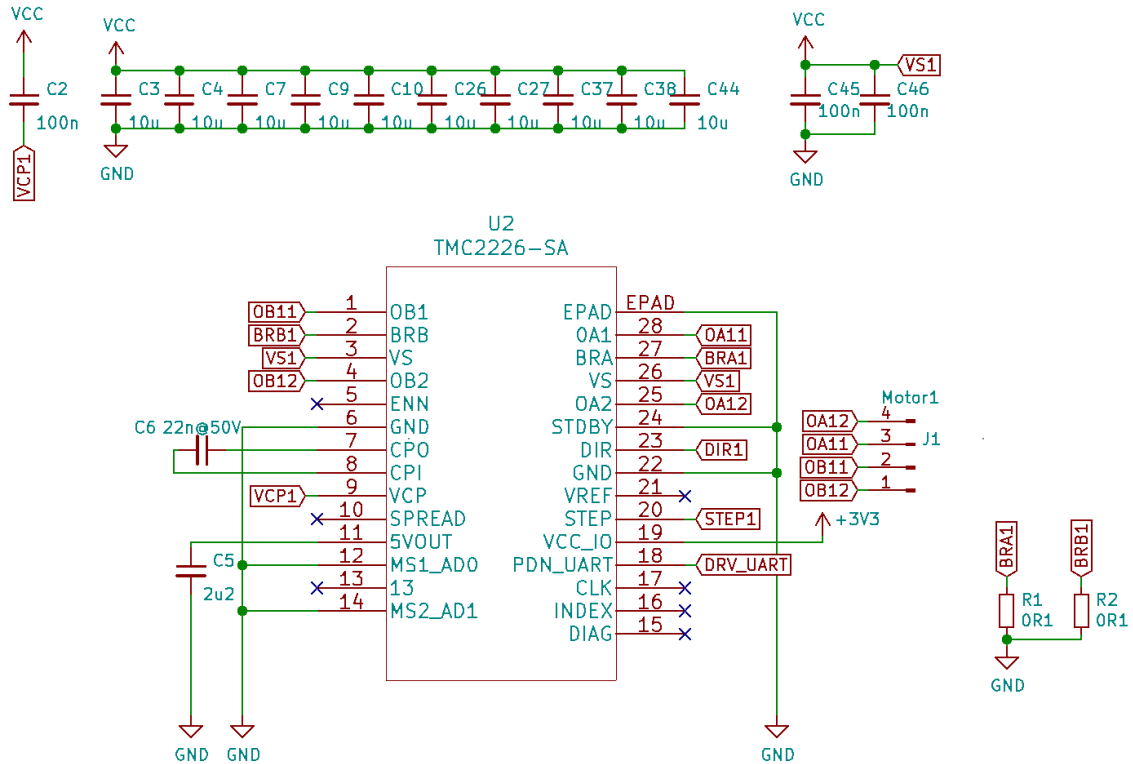 VCC
C2
100n
VCP1
VCC
C3 C4 C7 C9 C10 C26 C27 C37 C38 C44
10u 10u 10u 10u 10u 10u 10u 10u 10u 10u
GND
VCC
VS1
C45 C46
100n 100n
GND
U2
TMC2226-SA
OB11 1 OB1
BRB1 2 BRB
VS1 3 VS
OB12 4 OB2
5 ENN
6 GND
C6 22n@50V
7 CPO
8 CPI
VCP1 9 VCP
10 SPREAD
11 5VOUT
C5
2u2
12 MS1_AD0
13 13
14 MS2_AD1
GND GND
EPAD EPAD
OA1 28 OA11
BRA 27 BRA1
VS 26 VS1
OA2 25 OA12
STDBY 24
DIR 23 DIR1
GND 22
VREF 21
STEP 20 STEP1
VCC_IO 19 +3V3
PDN_UART 18 DRV_UART
CLK 17
INDEX 16
DIAG 15
GND
Motor1
J1
OA12 4
OA11 3
OB11 2
OB12 1
BRA1 BRB1
R1 R2
0R1 0R1
GND